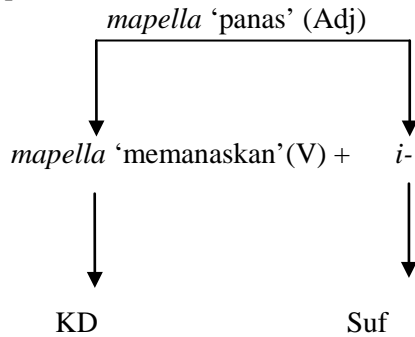 mapella ‘panas’ (Adj)
mapella ‘memanaskan’(V) + i-
KD Suf